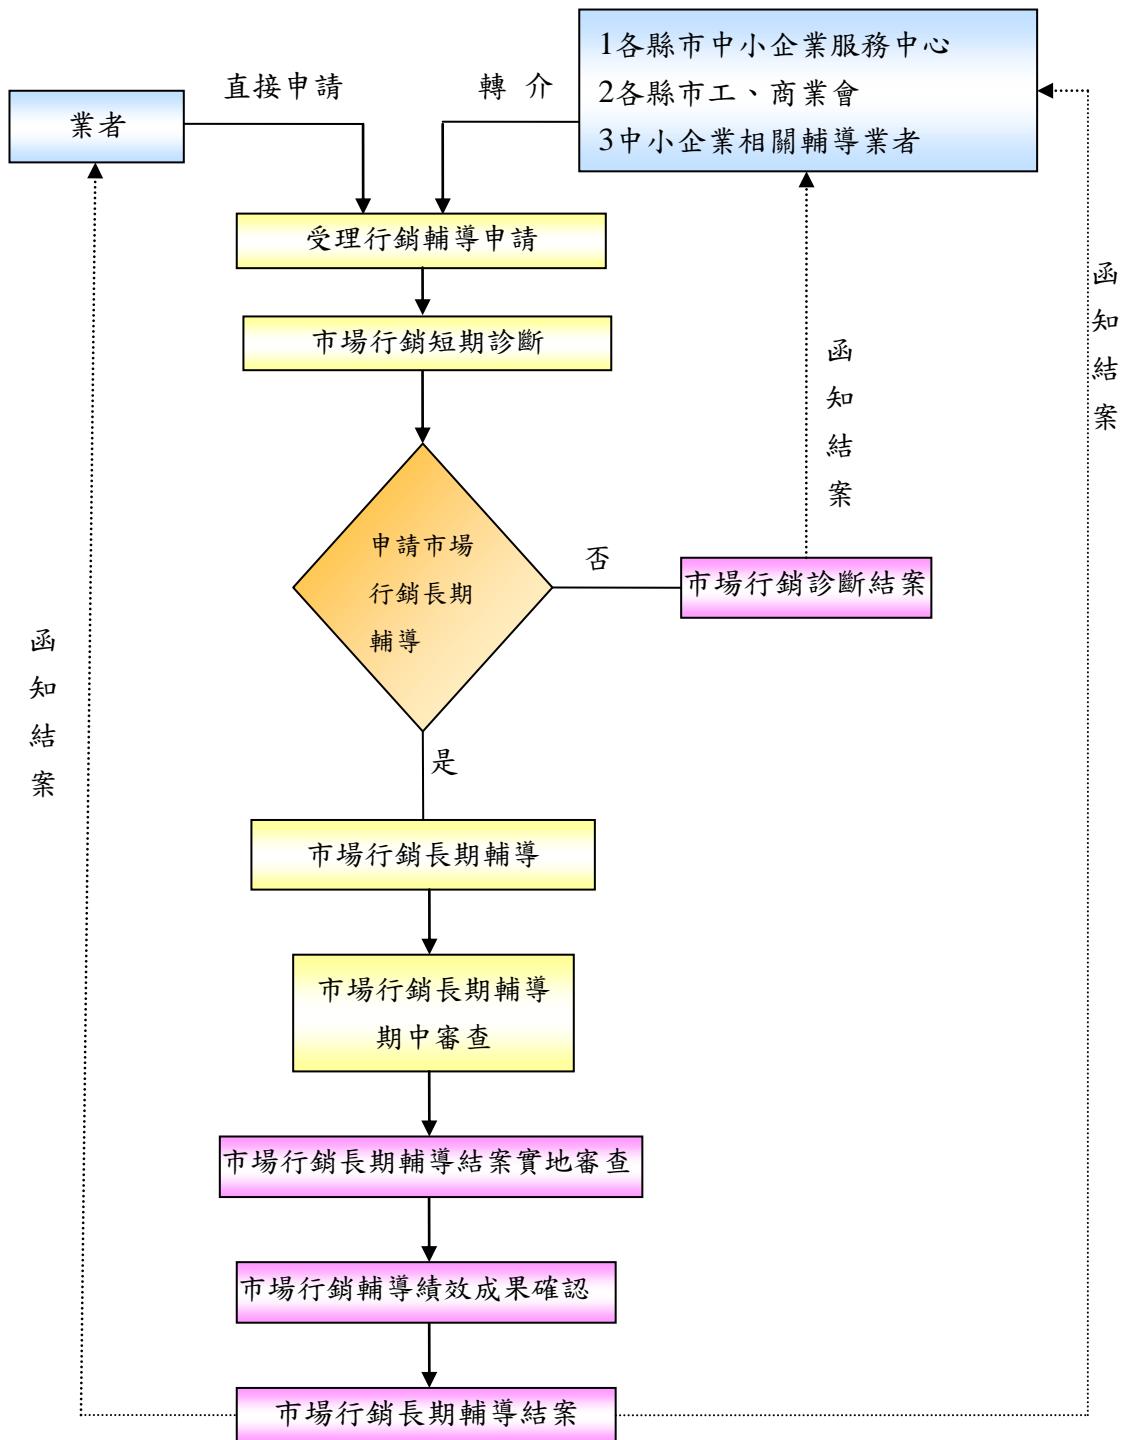 1各縣市中小企業服務中心
2各縣市工、商業會
3中小企業相關輔導業者
直接申請
轉 介
業者
受理行銷輔導申請
市場行銷短期診斷
函知結案
函知結案
申請市場
行銷長期
輔導
否
市場行銷診斷結案
函知結案
是
市場行銷長期輔導
市場行銷長期輔導
期中審查
市場行銷長期輔導結案實地審查
市場行銷輔導績效成果確認
市場行銷長期輔導結案